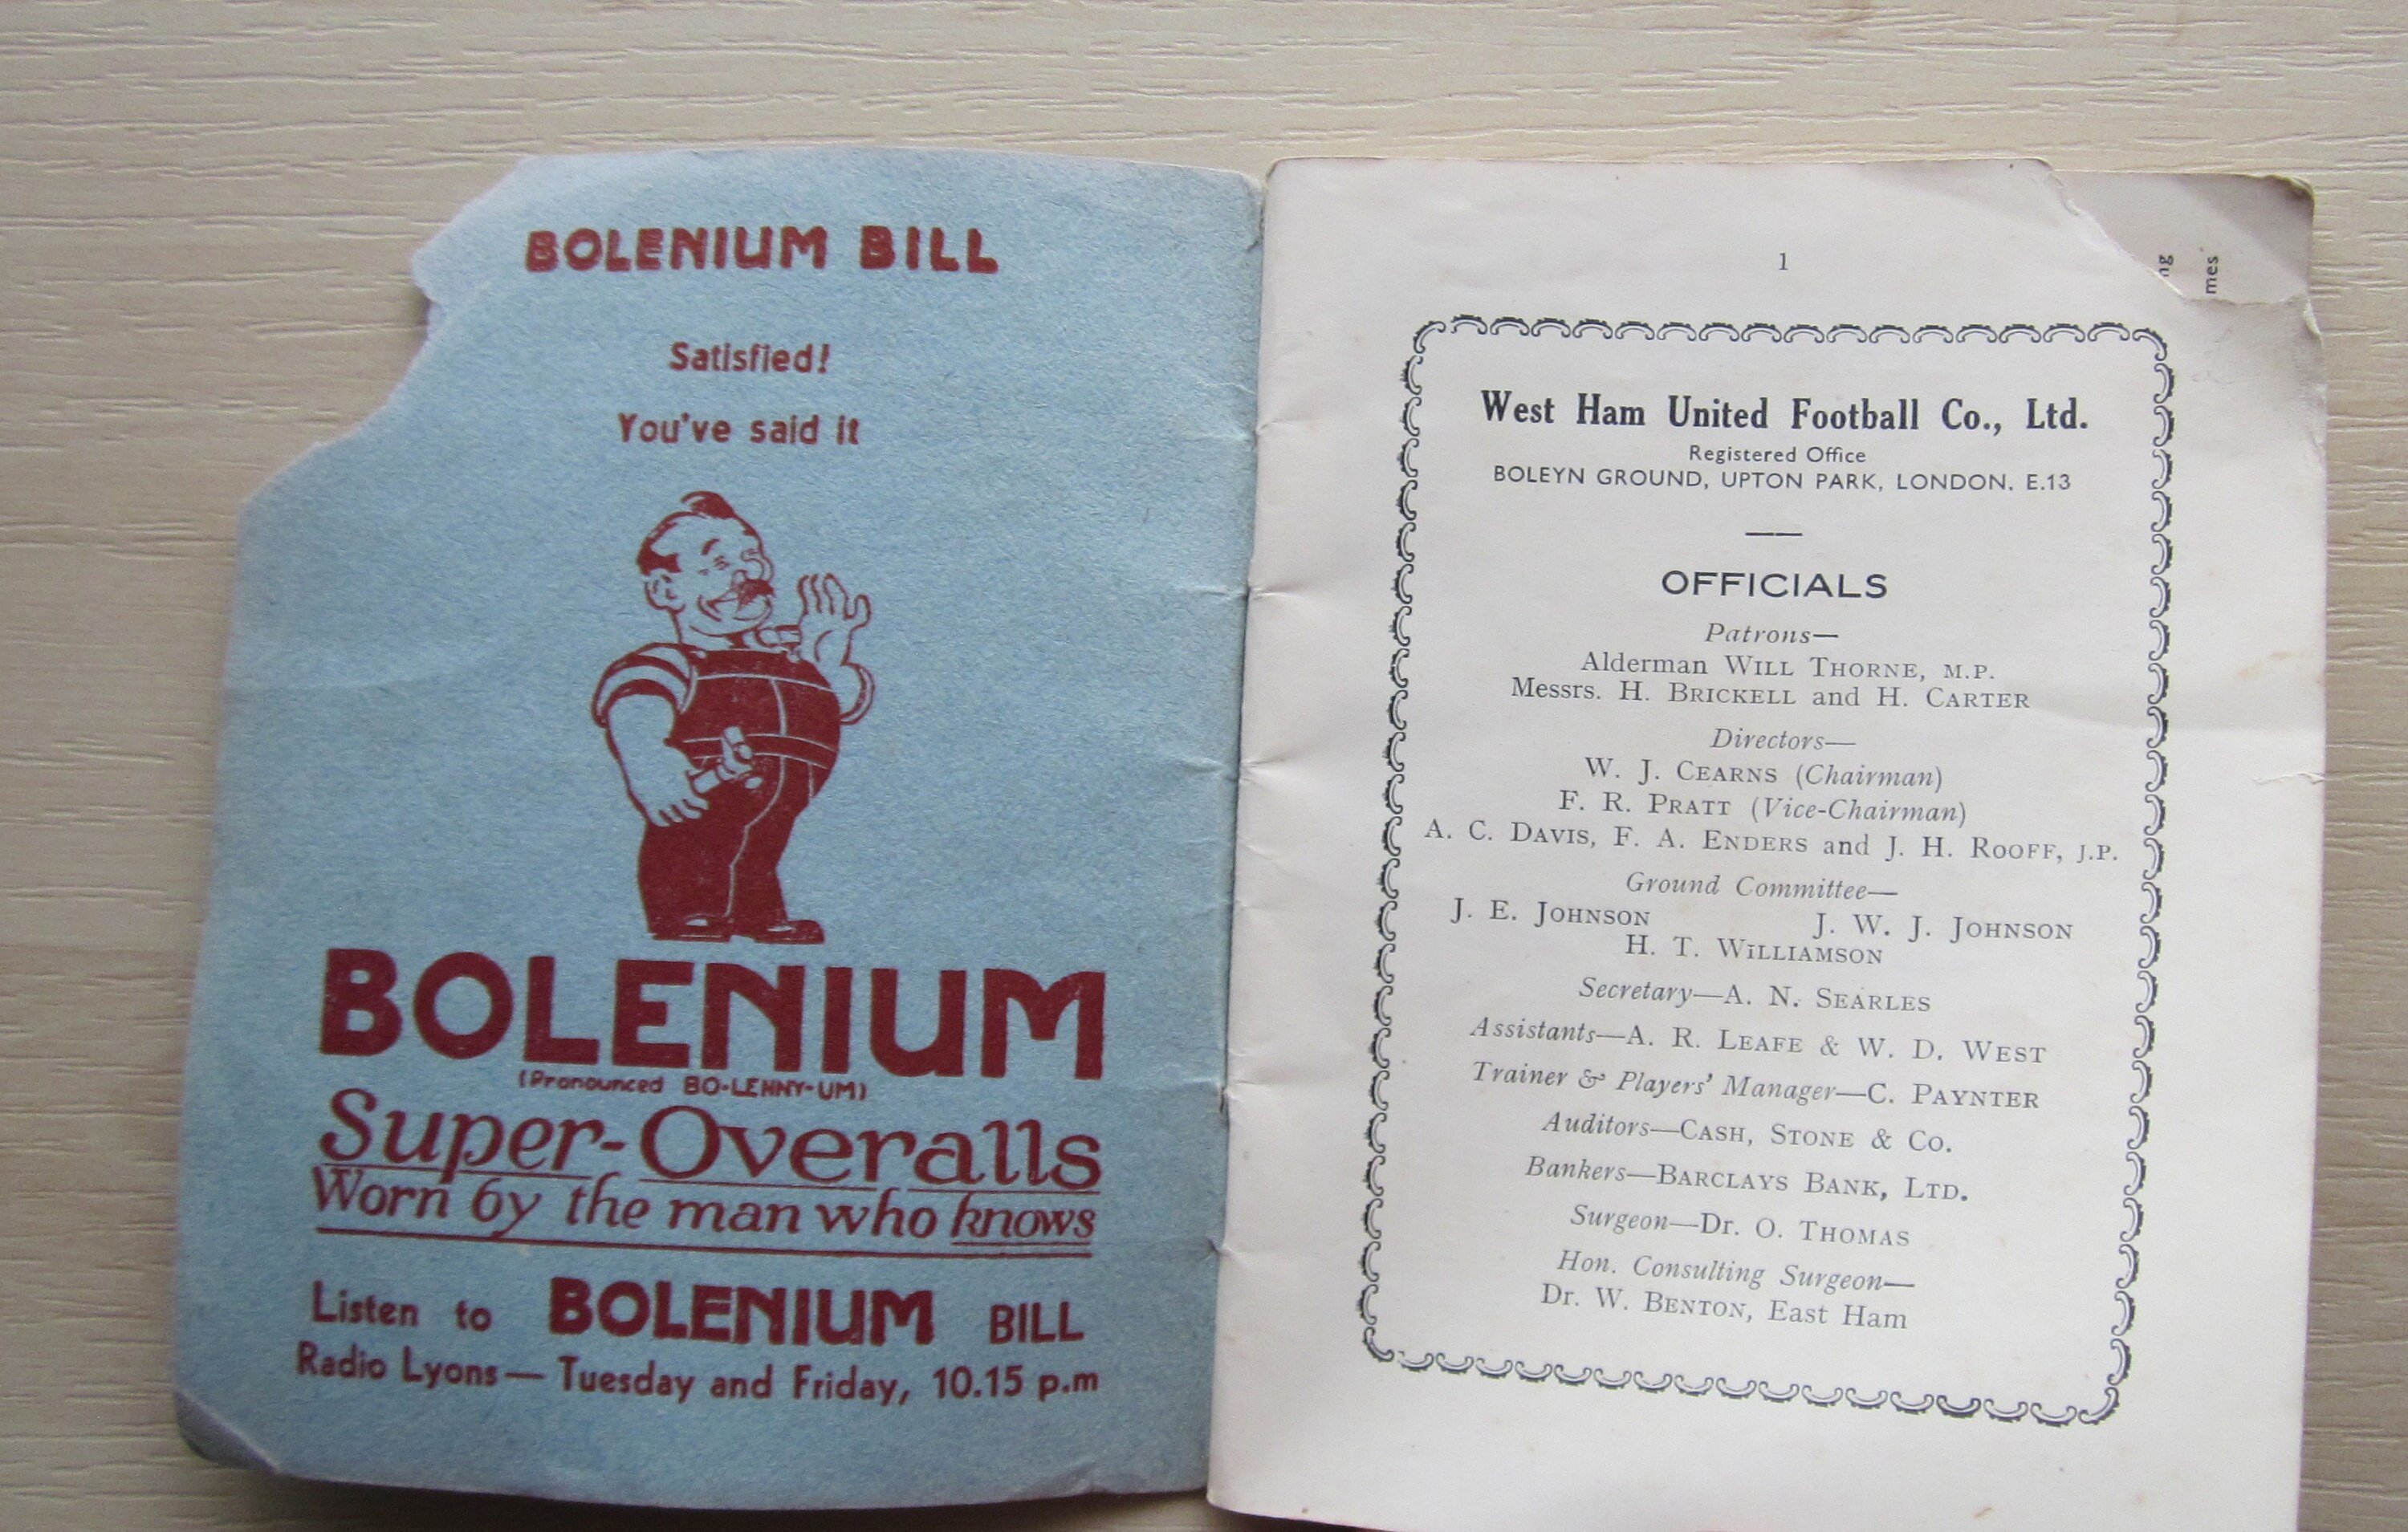 BOLENIUM BILL
Satisfied!
You've said it
BOLENIUM
(Pronounced BO-LENNY-UM)
Super-Overalls
Worn by the man who knows
Listen to BOLENIUM BILL
Radio Lyons— Tuesday and Friday, 10.15 p.m
1
ng
mes
West Ham United Football Co., Ltd.
Registered Office
BOLEYN GROUND, UPTON PARK, LONDON. E.13
OFFICIALS
Patrons—
Alderman WILL THORNE, M.P.
Messrs. H. BRICKELL and H. CARTER
Directors—
W. J. CEARNS (Chairman)
F. R. PRATT (Vice-Chairman)
A. C. DAVIS, F. A. ENDERS and J. H. ROOFF, J.P.
Ground Committee—
J. E. JOHNSON J. W. J. JOHNSON
H. T. WILLIAMSON
Secretary—A. N. SEARLES
Assistants—A. R. LEAFE & W. D. WEST
Trainer & Players' Manager—C. PAYNTER
Auditors—CASH, STONE & CO.
Bankers—BARCLAYS BANK, LTD.
Surgeon—Dr. O. THOMAS
Hon. Consulting Surgeon—
Dr. W. BENTON, East Ham